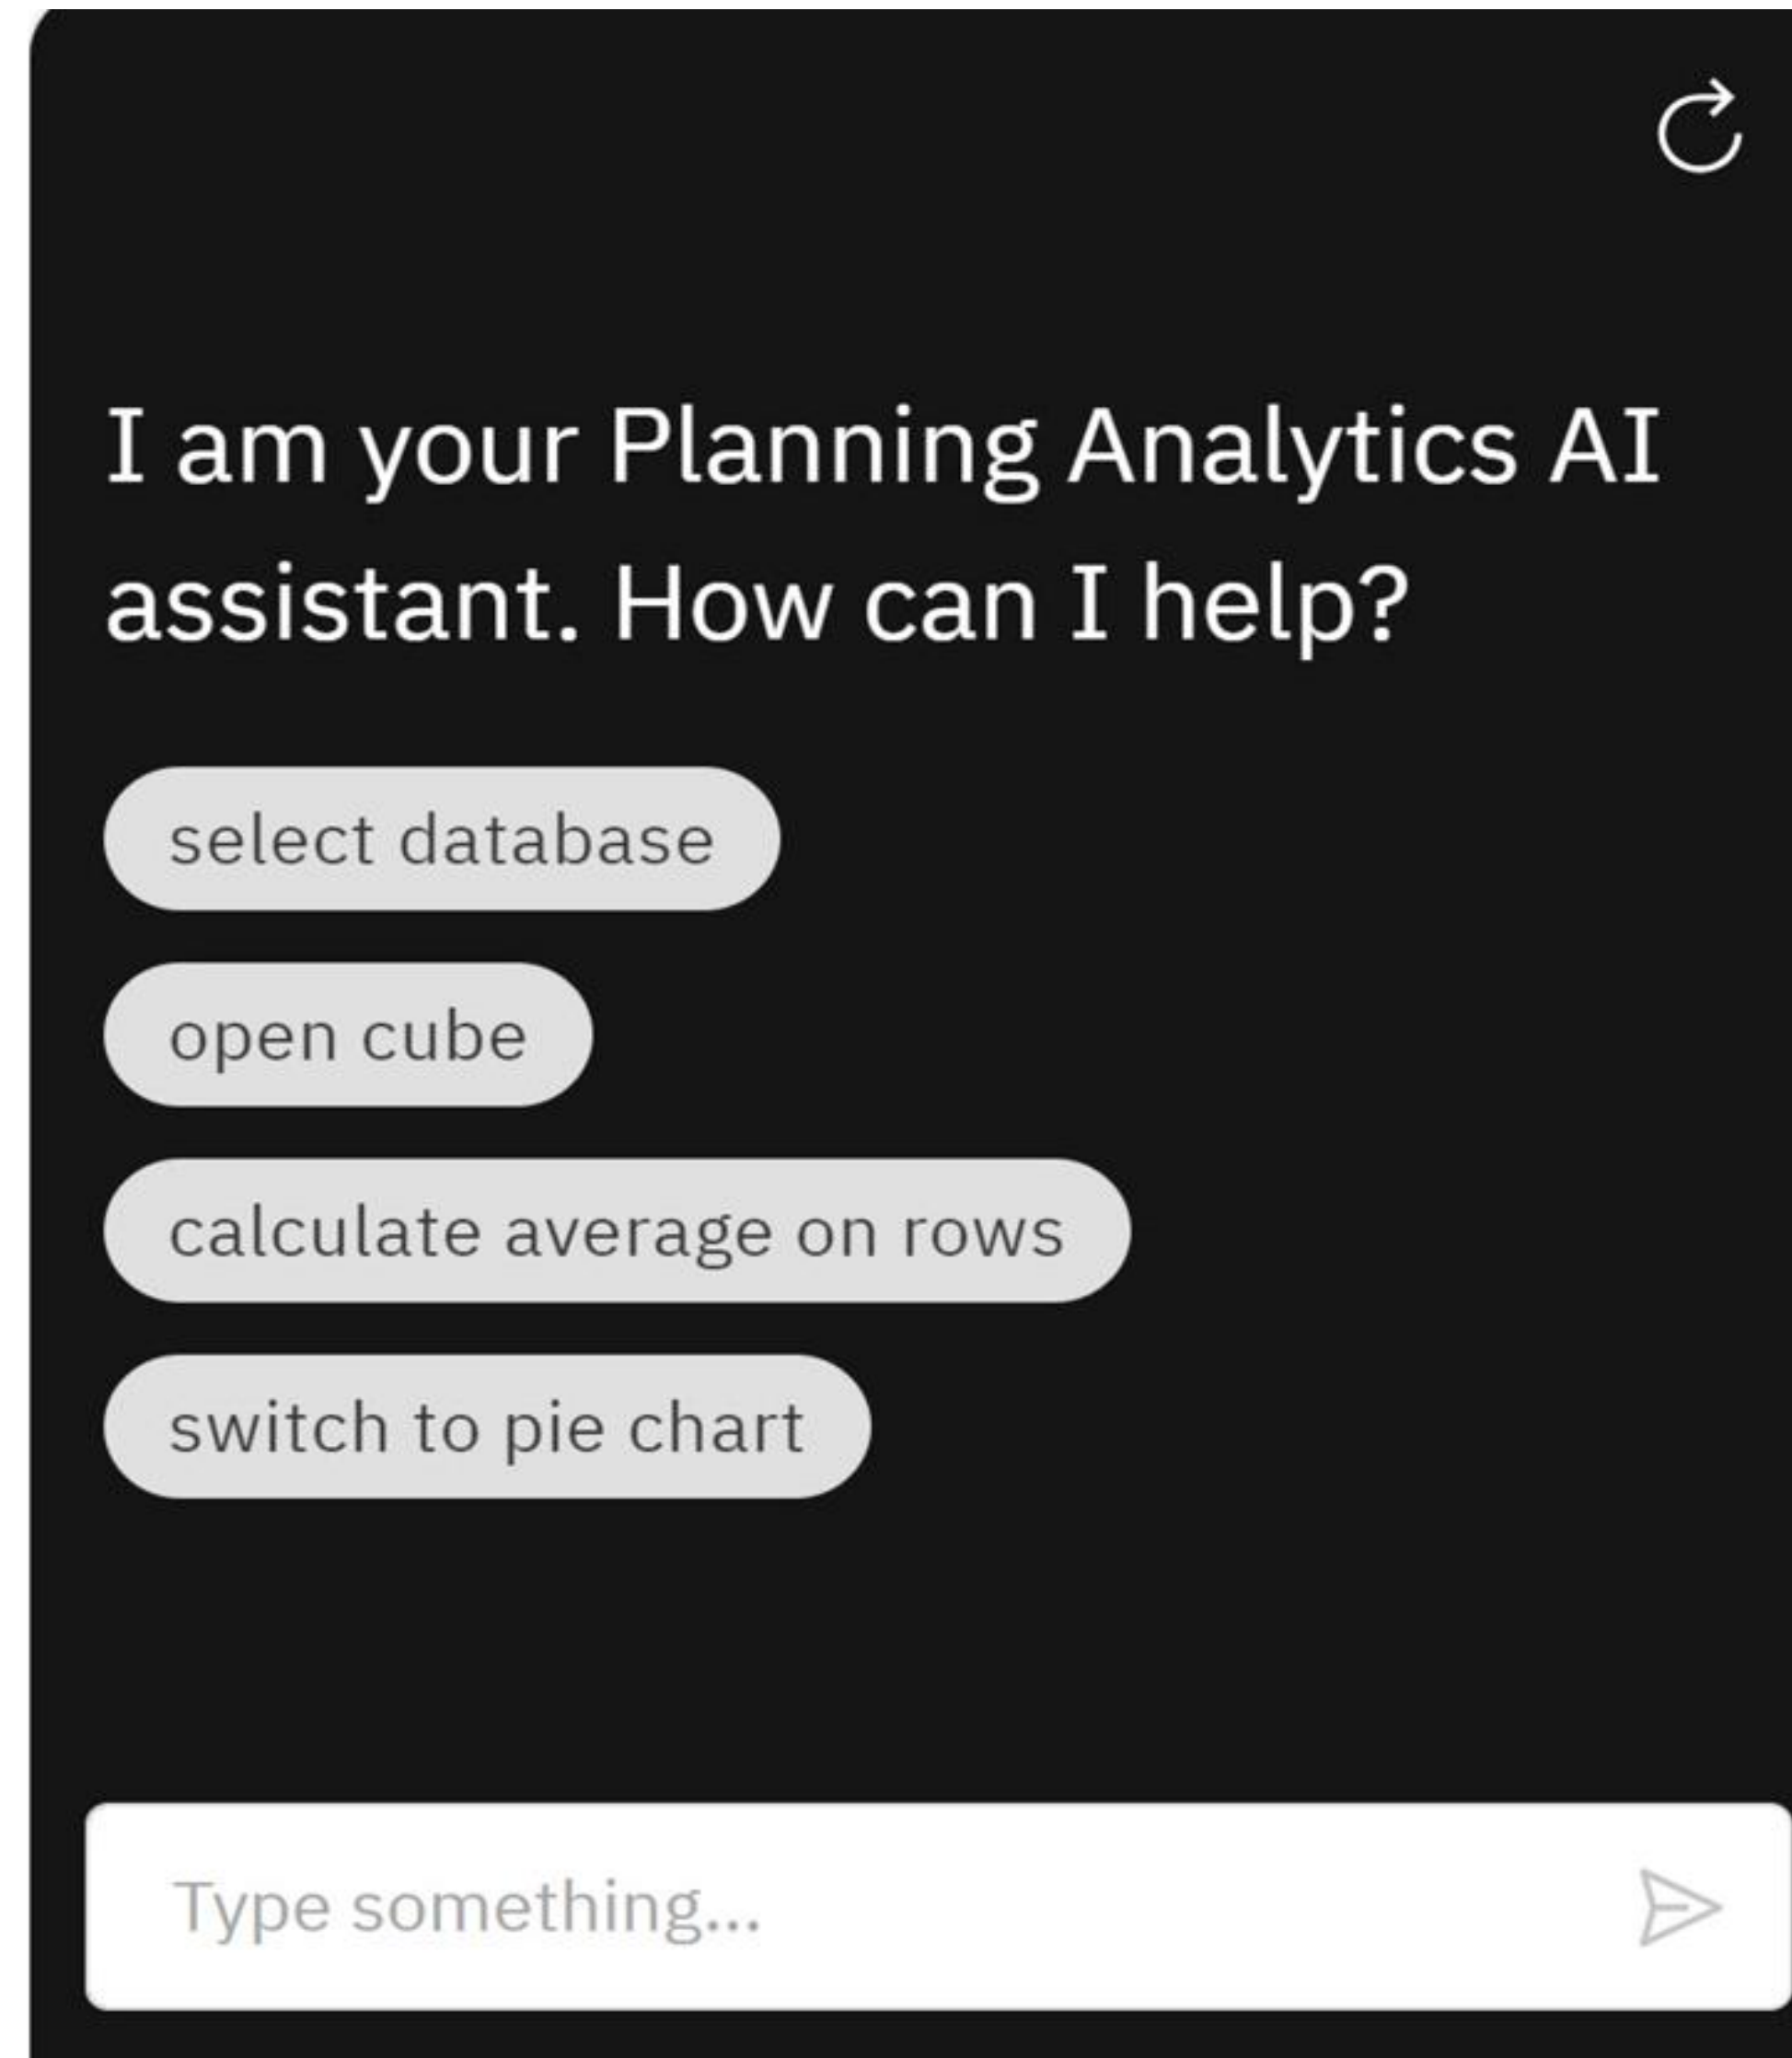 I am your Planning Analytics AI
assistant. How can I help?
select database
open cube
calculate average on rows
switch to pie chart
Type something...